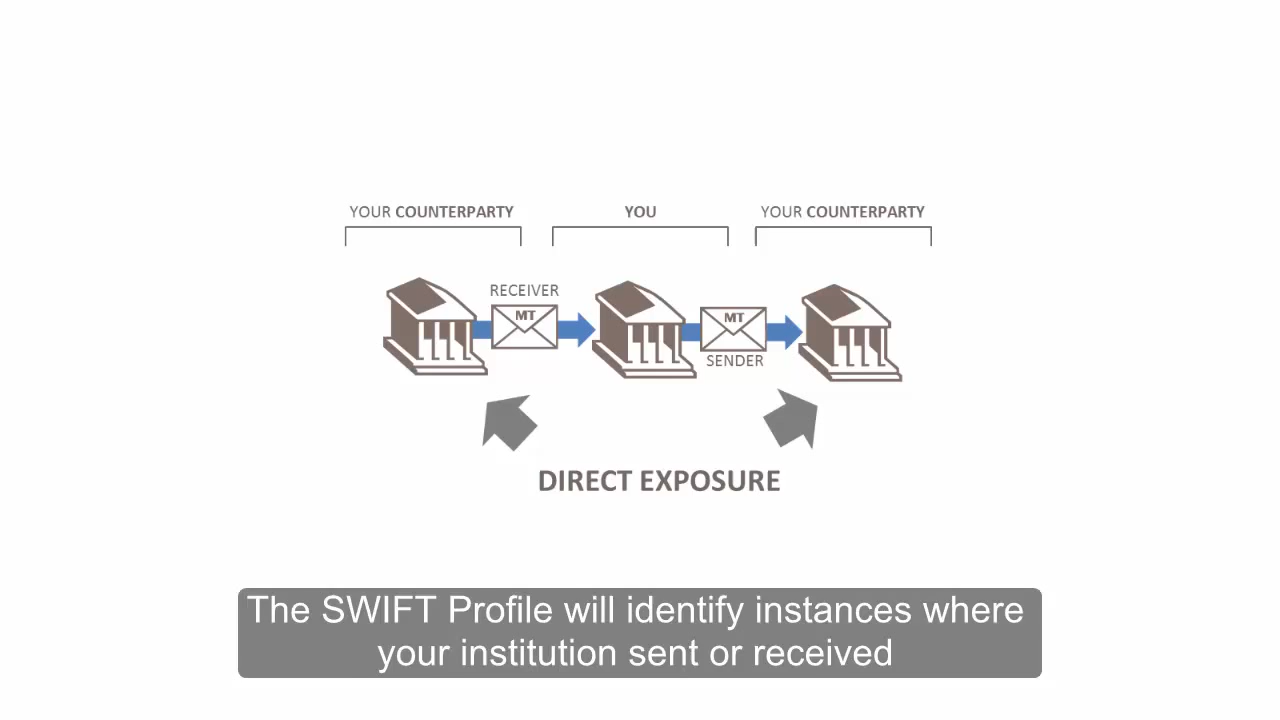 YOUR COUNTERPARTY
YOU
YOUR COUNTERPARTY
RECEIVER
MT
MT
SENDER
DIRECT EXPOSURE
The SWIFT Profile will identify instances where
your institution sent or received